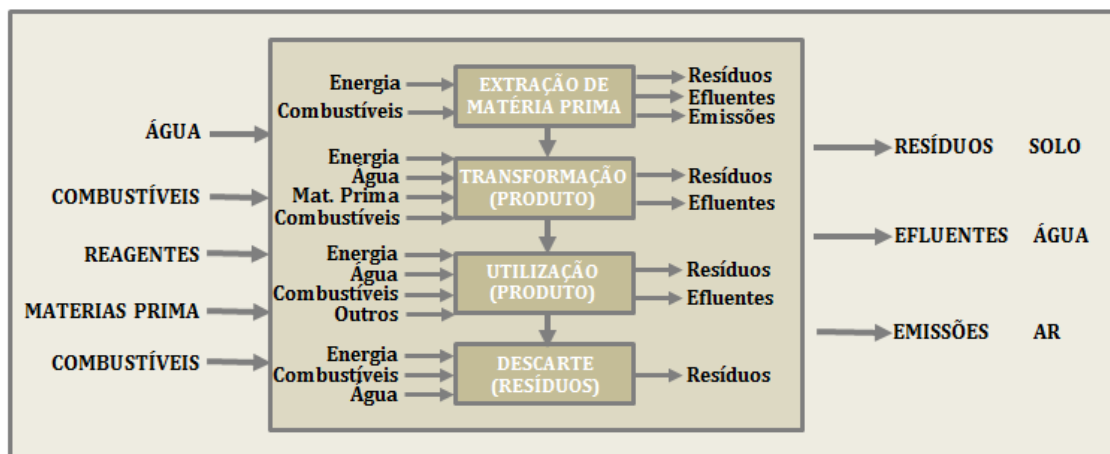 ÁGUA
COMBUSTÍVEIS
REAGENTES
MATERIAS PRIMA
COMBUSTÍVEIS
Energia
Combustíveis
EXTRAÇÃO DE
MATÉRIA PRIMA
Resíduos
Efluentes
Emissões
Energia
Água
Mat. Prima
Combustíveis
TRANSFORMAÇÃO
(PRODUTO)
Resíduos
Efluentes
Energia
Água
Combustíveis
Outros
UTILIZAÇÃO
(PRODUTO)
Resíduos
Efluentes
Energia
Combustíveis
Água
DESCARTE
(RESÍDUOS)
Resíduos
RESÍDUOS SOLO
EFLUENTES ÁGUA
EMISSÕES AR